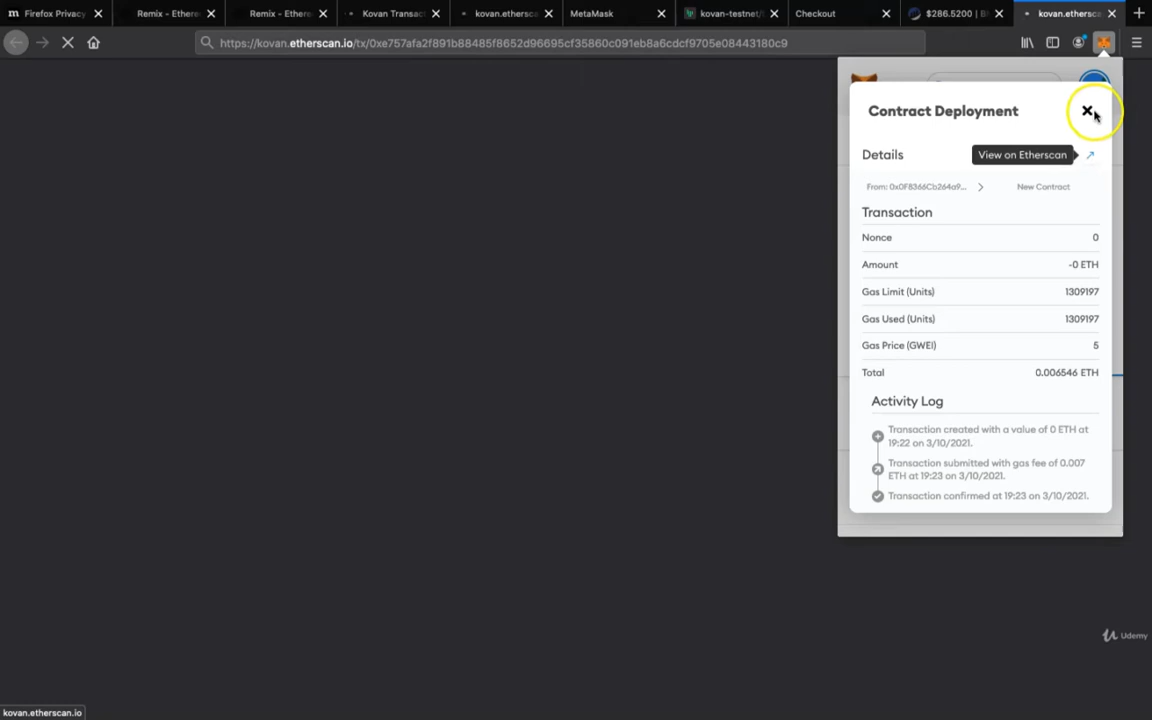 Firefox Privacy
Remix - Ethere
Remix - Ethere
Kovan Transact
kovan.ethersca
MetaMask
kovan-testnet/
Checkout
$286.5200 | B
kovan.ethersca
https://kovan.etherscan.io/tx/0xe757afa2f891b88485f8652d96695cf35860c091eb8a6cdcf9705e08443180c9
Contract Deployment
Details
View on Etherscan
From: 0x0F8366Cb264a9...
New Contract
Transaction
Nonce 0
Amount -0 ETH
Gas Limit (Units) 1309197
Gas Used (Units) 1309197
Gas Price (GWEI) 5
Total 0.006546 ETH
Activity Log
Transaction created with a value of 0 ETH at
19:22 on 3/10/2021.
Transaction submitted with gas fee of 0.007
ETH at 19:23 on 3/10/2021.
Transaction confirmed at 19:23 on 3/10/2021.
Udemy
kovan.etherscan.io